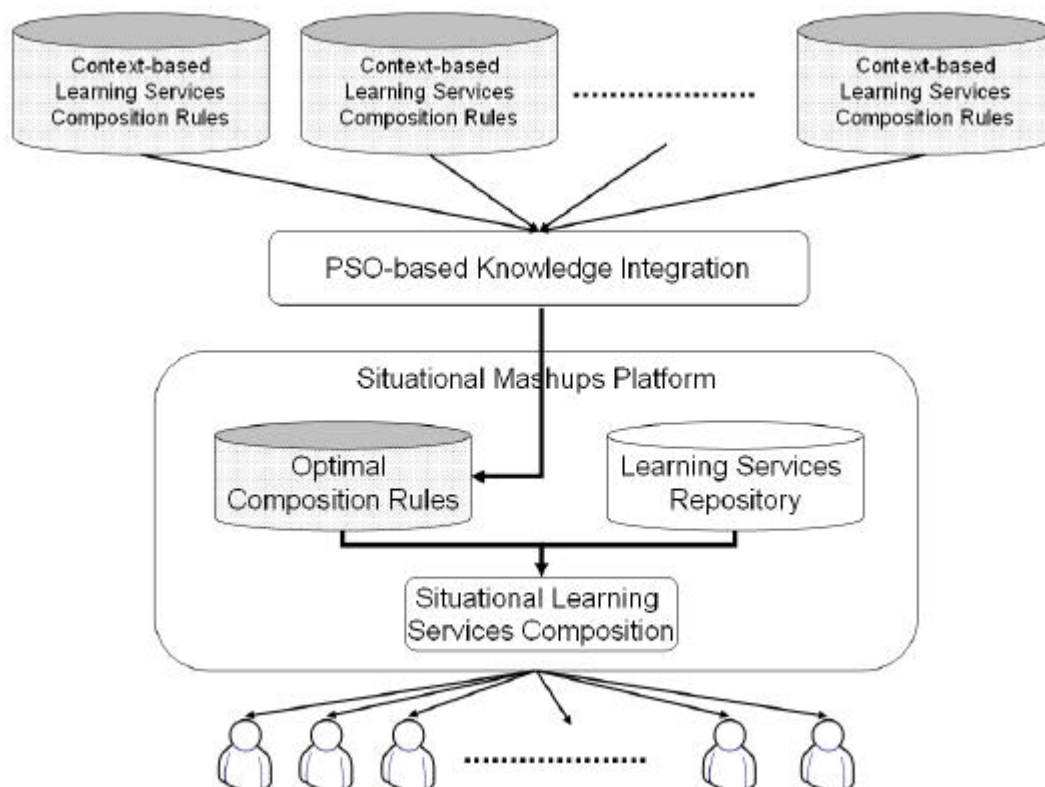 Context-based
Learning Services
Composition Rules
Context-based
Learning Services
Composition Rules
Context-based
Learning Services
Composition Rules
PSO-based Knowledge Integration
Situational Mashups Platform
Optimal
Composition Rules
Learning Services
Repository
Situational Learning
Services Composition